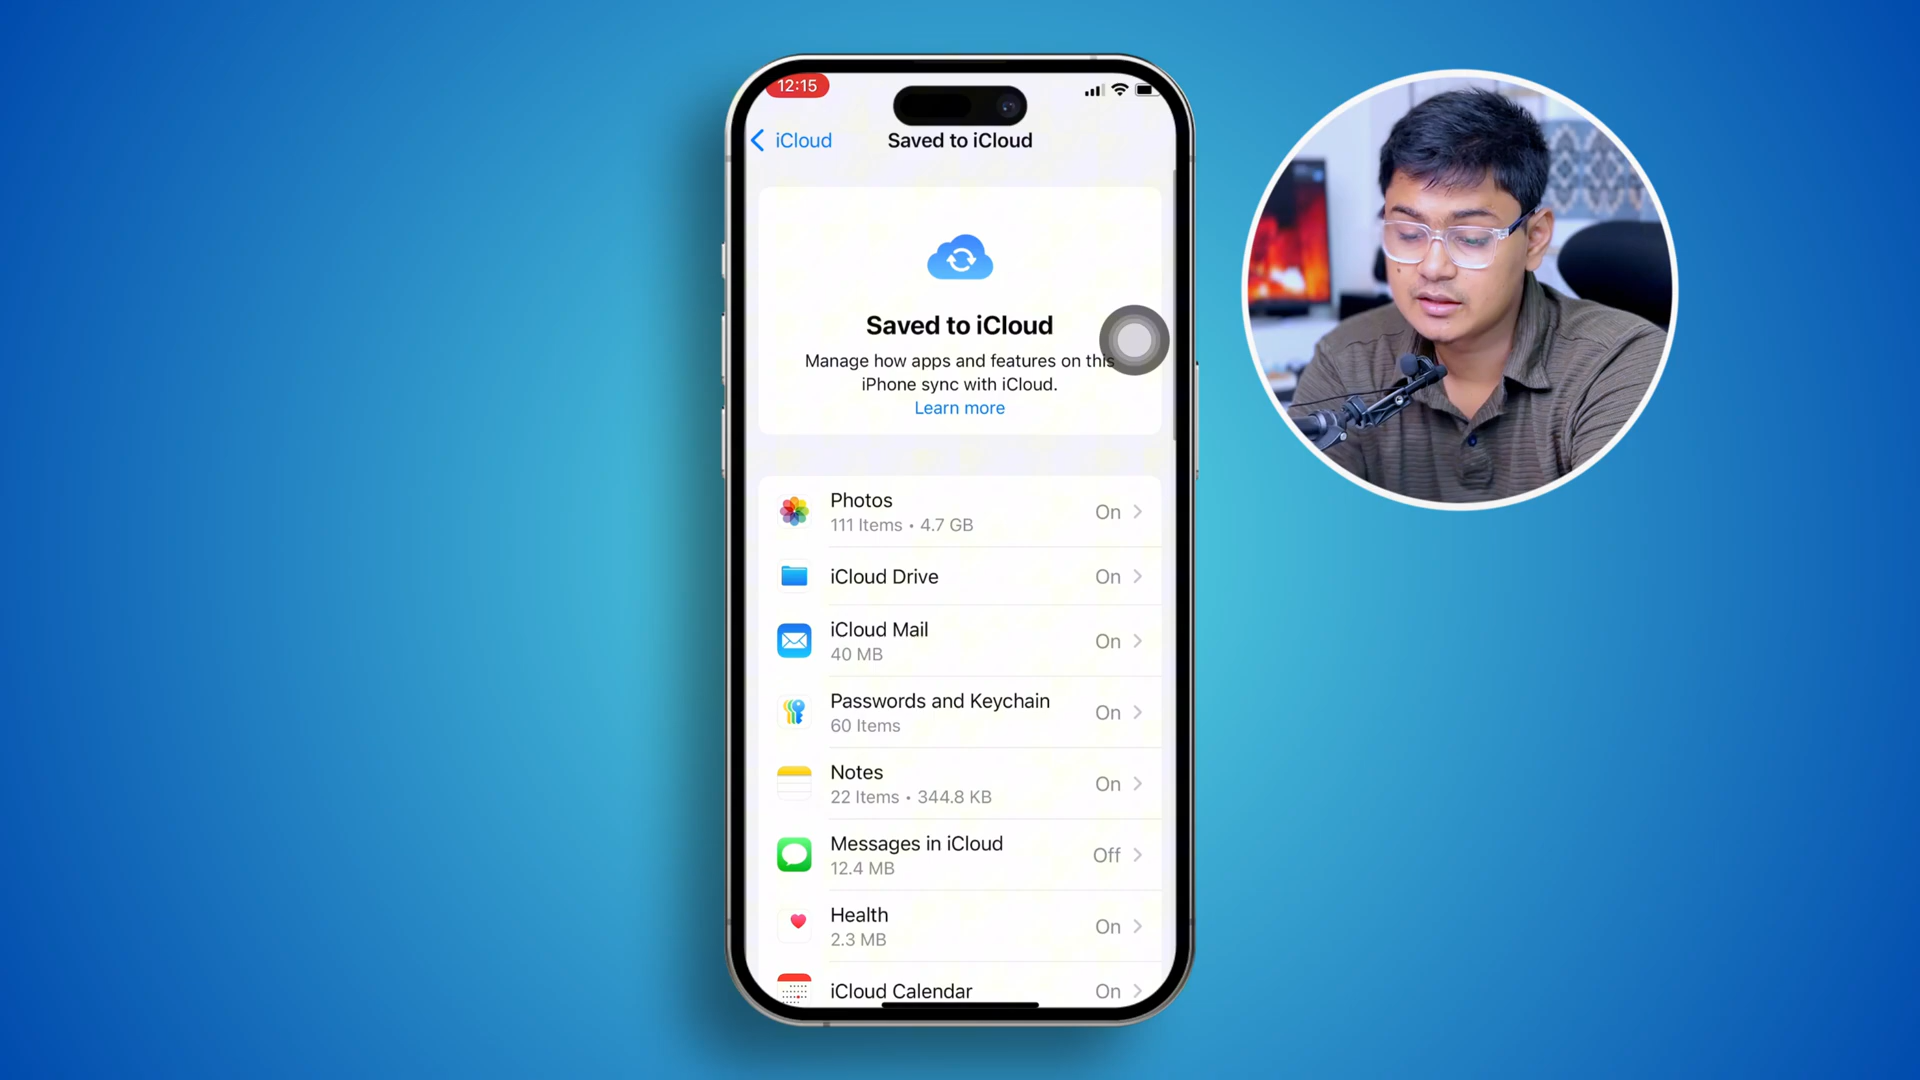 12:15
iCloud
Saved to iCloud
Saved to iCloud
Manage how apps and features on this
iPhone sync with iCloud.
Learn more
Photos
111 Items • 4.7 GB
On
iCloud Drive
On
iCloud Mail
40 MB
On
Passwords and Keychain
60 Items
On
Notes
22 Items • 344.8 KB
On
Messages in iCloud
12.4 MB
Off
Health
2.3 MB
On
iCloud Calendar
On